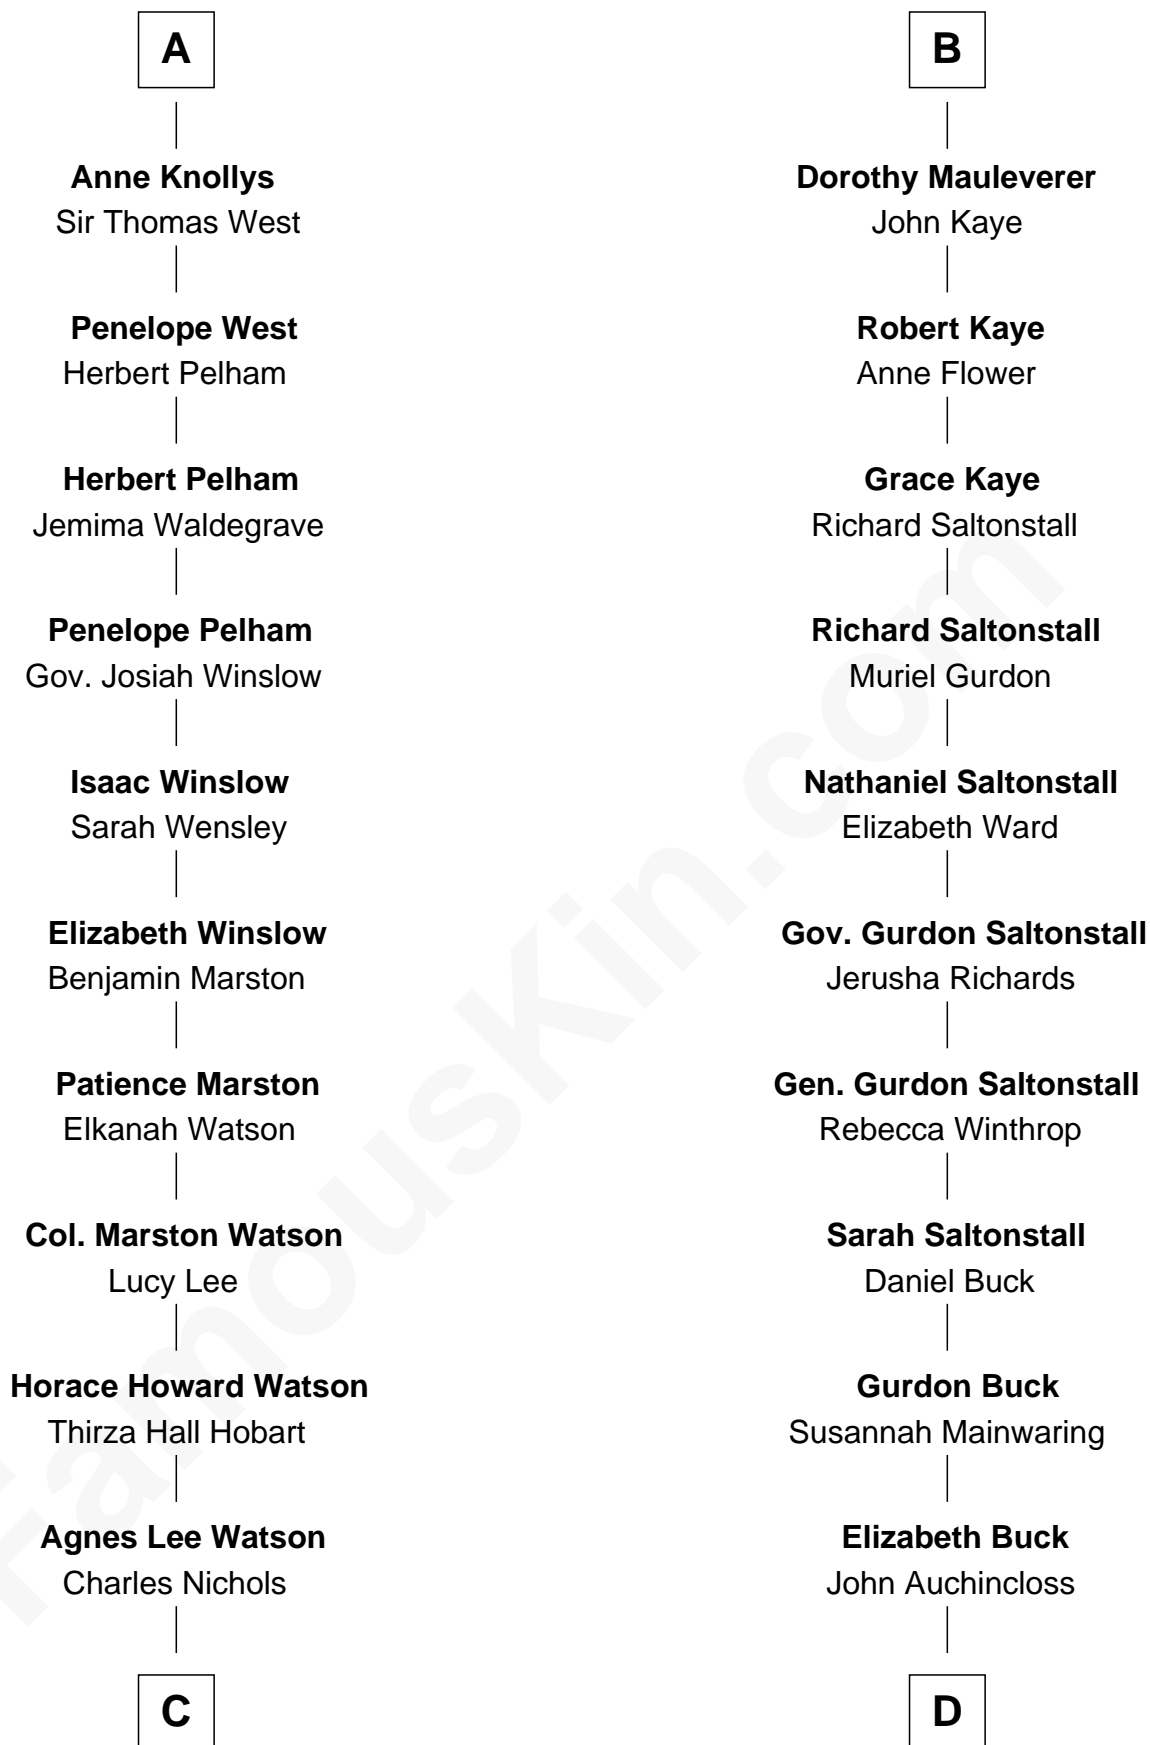 A
Anne Knollys
Sir Thomas West
Penelope West
Herbert Pelham
Herbert Pelham
Jemima Waldegrave
Penelope Pelham
Gov. Josiah Winslow
Isaac Winslow
Sarah Wensley
Elizabeth Winslow
Benjamin Marston
Patience Marston
Elkanah Watson
Col. Marston Watson
Lucy Lee
Horace Howard Watson
Thirza Hall Hobart
Agnes Lee Watson
Charles Nichols
C
B
Dorothy Mauleverer
John Kaye
Robert Kaye
Anne Flower
Grace Kaye
Richard Saltonstall
Richard Saltonstall
Muriel Gurdon
Nathaniel Saltonstall
Elizabeth Ward
Gov. Gurdon Saltonstall
Jerusha Richards
Gen. Gurdon Saltonstall
Rebecca Winthrop
Sarah Saltonstall
Daniel Buck
Gurdon Buck
Susannah Mainwaring
Elizabeth Buck
John Auchincloss
D
FamousKin.com